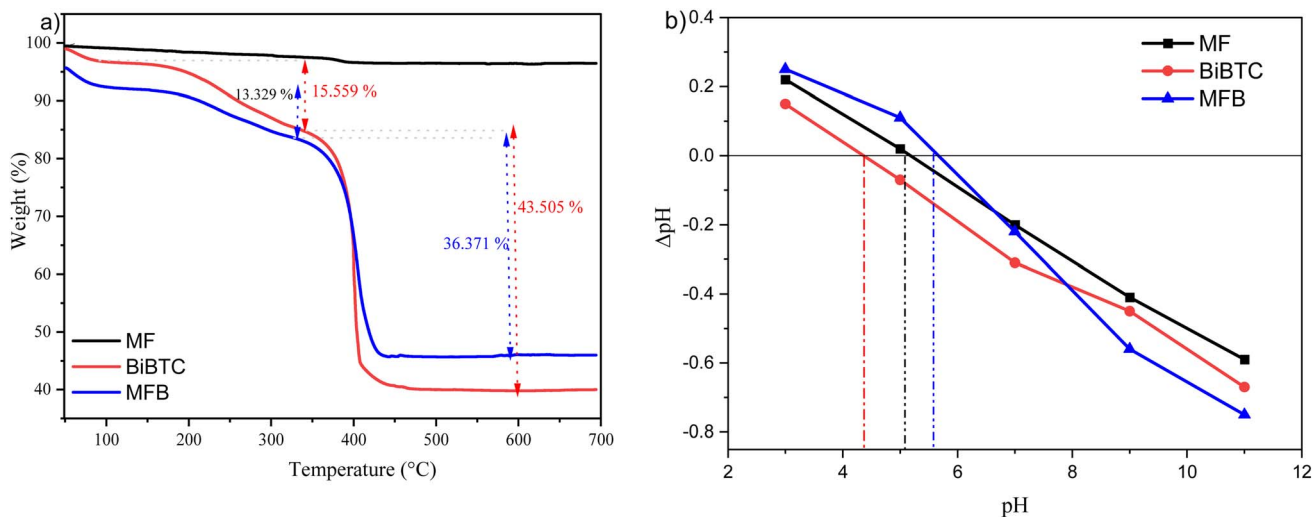 a)
100
90
80
70
60
50
40
Weight (%)
13.329 %
15.559 %
43.505 %
36.371 %
MF
BiBTC
MFB
100
200
300
400
500
600
700
Temperature (°C)
b)
0.4
0.2
0.0
-0.2
-0.4
-0.6
-0.8
ΔpH
MF
BiBTC
MFB
2
4
6
8
10
12
pH